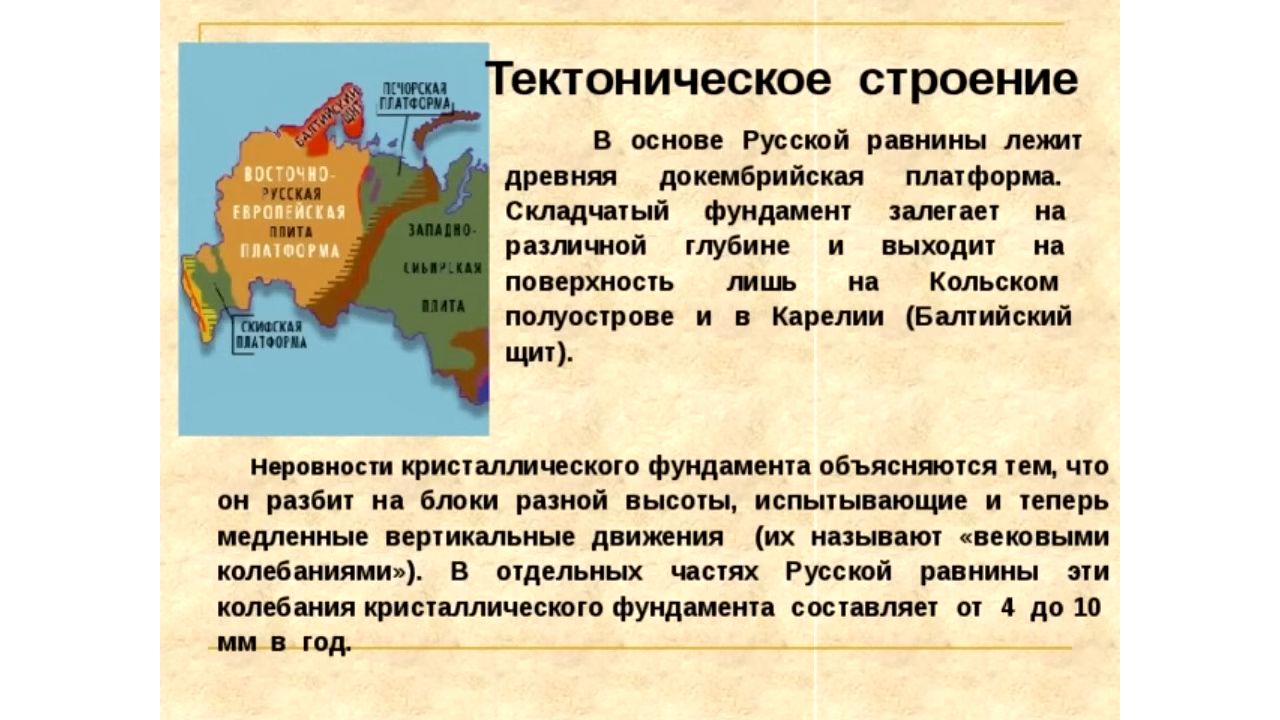 Тектоническое строение
ПЕЧОРСКАЯ
ПЛАТФОРМА
БАЛТИЙСКИЙ
ЩИТ
ВОСТОЧНО-
РУССКАЯ
ЕВРОПЕЙСКАЯ
ПЛИТА
ПЛАТФОРМА
ЗАПАДНО-
СИБИРСКАЯ
ПЛИТА
СКИФСКАЯ
ПЛАТФОРМА
В основе Русской равнины лежит
древняя докембрийская платформа.
Складчатый фундамент залегает на
различной глубине и выходит на
поверхность лишь на Кольском
полуострове и в Карелии (Балтийский
щит).
Неровности кристаллического фундамента объясняются тем, что
он разбит на блоки разной высоты, испытывающие и теперь
медленные вертикальные движения (их называют «вековыми
колебаниями»). В отдельных частях Русской равнины эти
колебания кристаллического фундамента составляет от 4 до 10
мм в год.